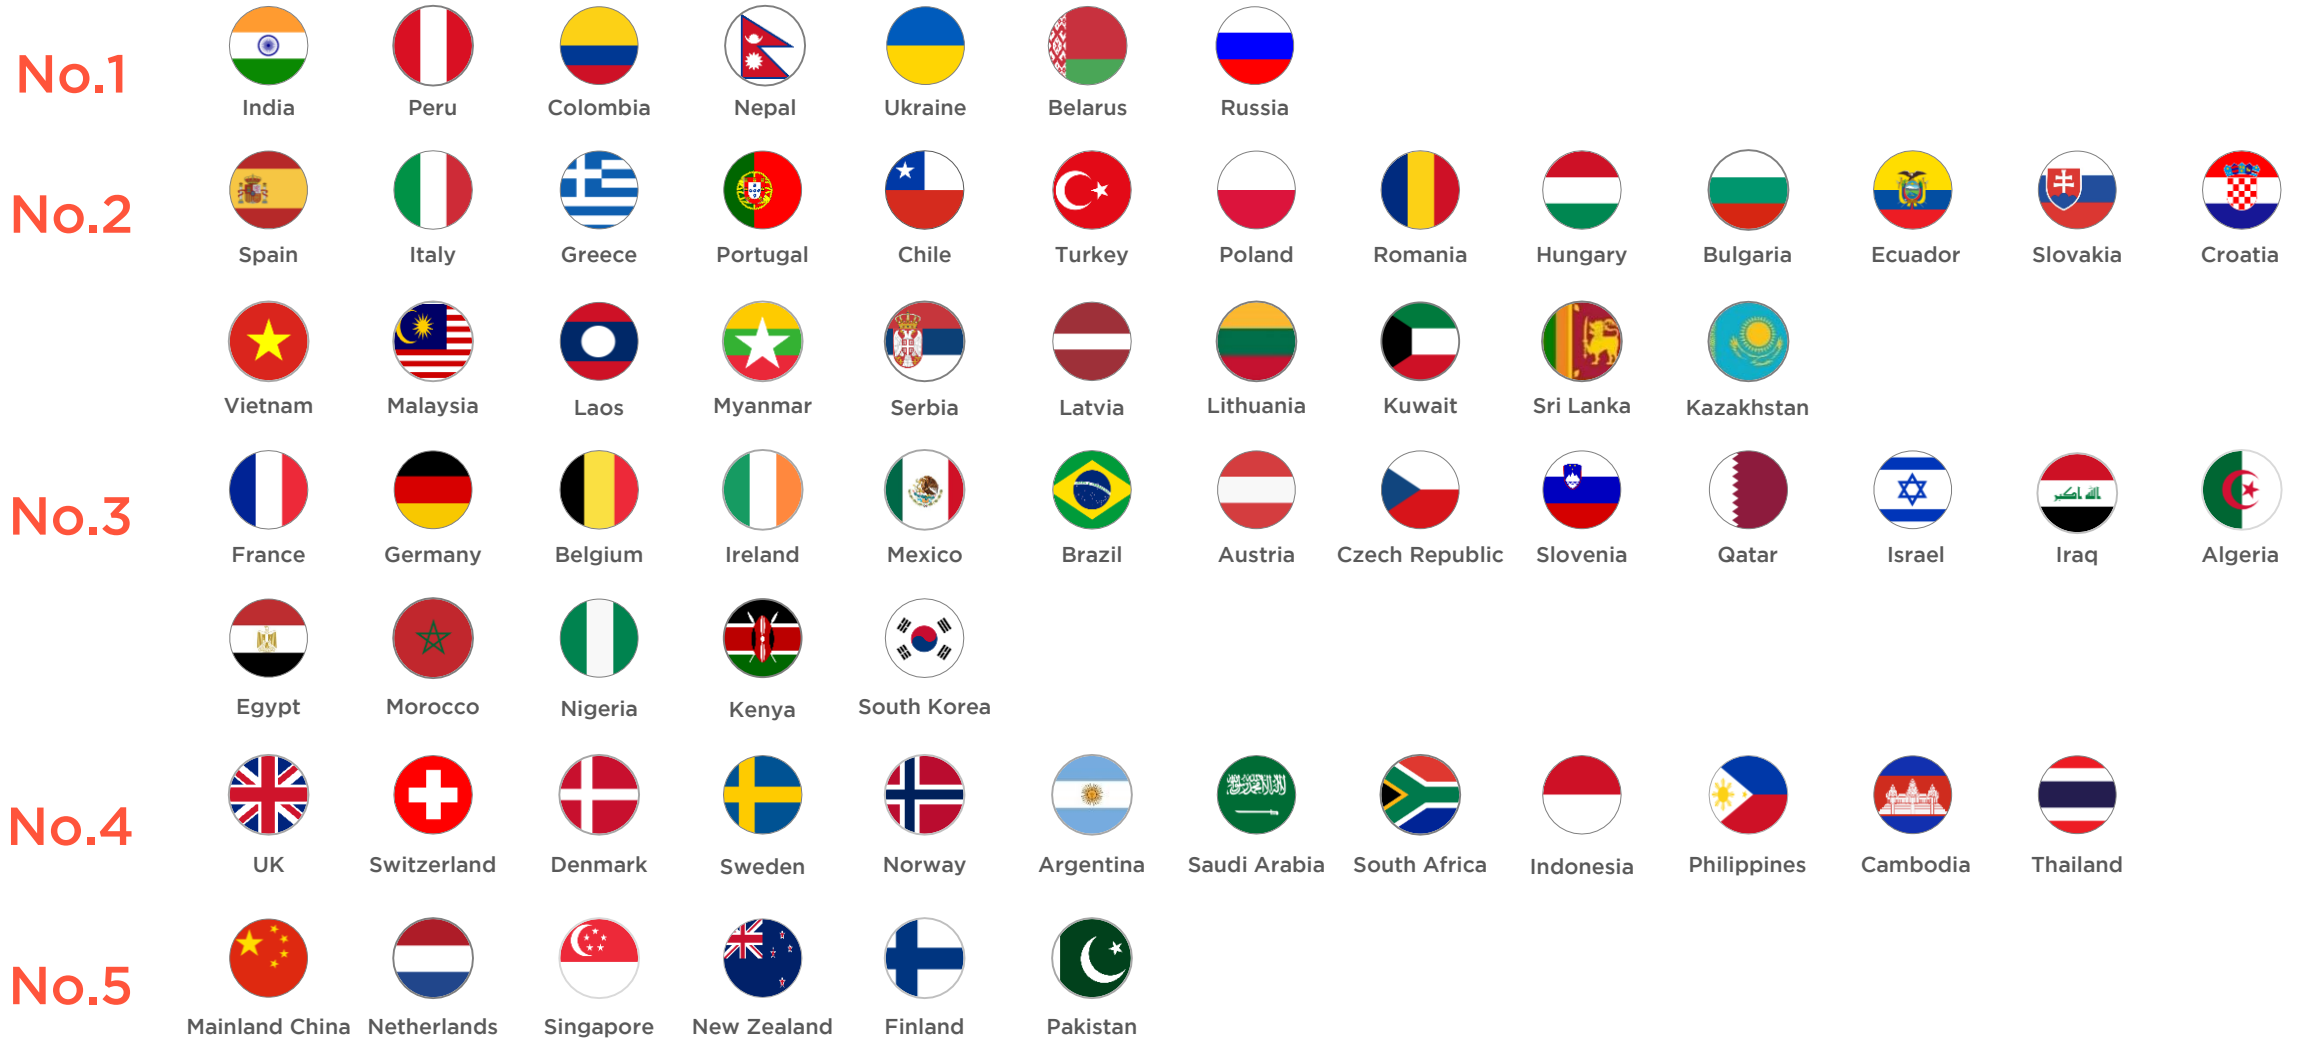 No.1
India Peru Colombia Nepal Ukraine Belarus Russia
No.2
Spain Italy Greece Portugal Chile Turkey Poland Romania Hungary Bulgaria Ecuador Slovakia Croatia
Vietnam Malaysia Laos Myanmar Serbia Latvia Lithuania Kuwait Sri Lanka Kazakhstan
No.3
الله اكبر
France Germany Belgium Ireland Mexico Brazil Austria Czech Republic Slovenia Qatar Israel Iraq Algeria
Egypt Morocco Nigeria Kenya South Korea
No.4
UK Switzerland Denmark Sweden Norway Argentina Saudi Arabia South Africa Indonesia Philippines Cambodia Thailand
No.5
Mainland China Netherlands Singapore New Zealand Finland Pakistan